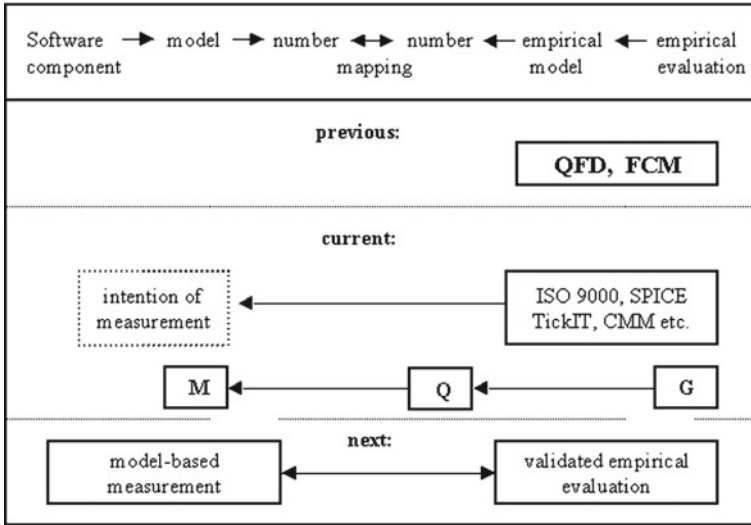 Software → model → number ↔ number ← empirical ← empirical
component mapping model evaluation
previous:
QFD, FCM
current:
intention of
measurement
ISO 9000, SPICE
TickIT, CMM etc.
M Q G
next:
model-based
measurement
validated empirical
evaluation